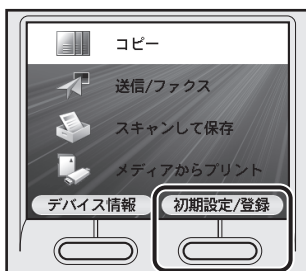 コピー
送信/ファクス
スキャンして保存
メディアからプリント
デバイス情報 初期設定/登録